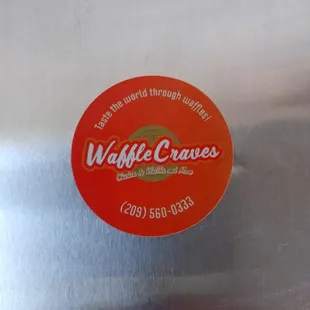 Taste the world through waffles!
Waffle Craves
(209) 560-0333